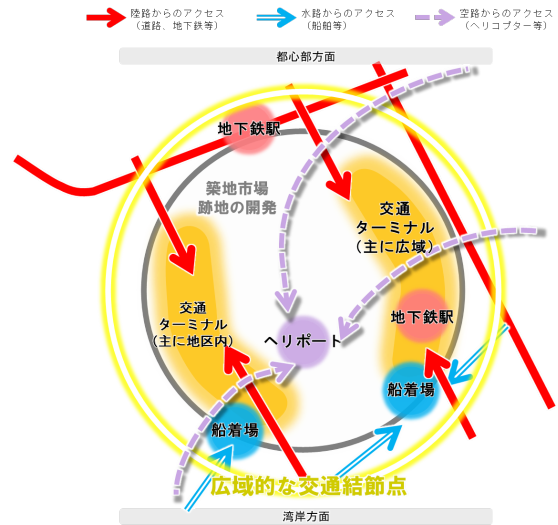 陸路からのアクセス
（道路、地下鉄等）
水路からのアクセス
（船舶等）
空路からのアクセス
（ヘリコプター等）
都心部方面
地下鉄駅
築地市場
跡地の開発
交通
ターミナル
（主に広域）
交通
ターミナル
（主に地区内）
地下鉄駅
ヘリポート
船着場
船着場
広域的な交通結節点
湾岸方面